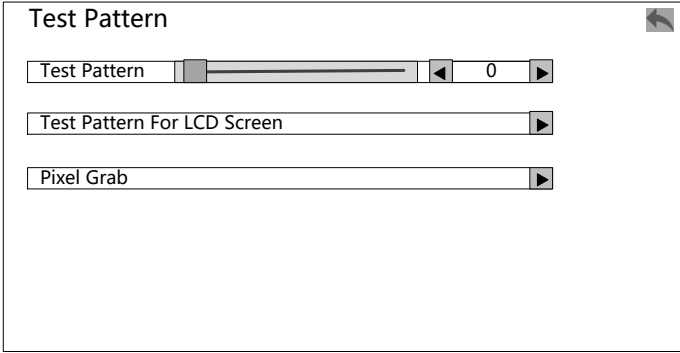 Test Pattern
Test Pattern 0
Test Pattern For LCD Screen
Pixel Grab